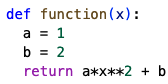 def function(x):
  a = 1
  b = 2
  return a*x**2 + b